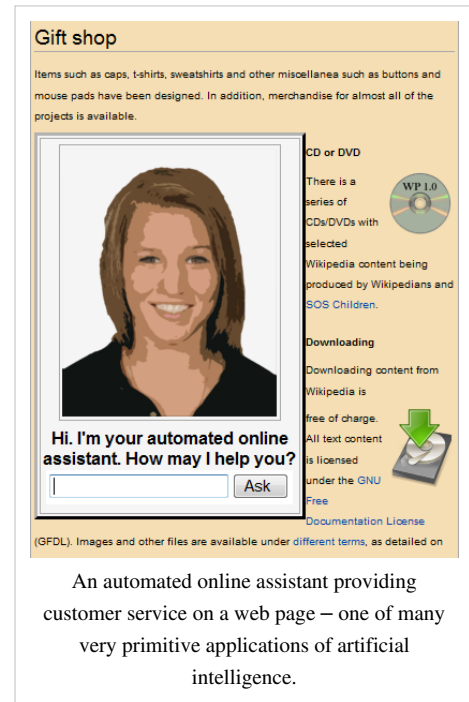 Gift shop
Items such as caps, t-shirts, sweatshirts and other miscellanea such as buttons and
mouse pads have been designed. In addition, merchandise for almost all of the
projects is available.
Hi. I'm your automated online
assistant. How may I help you?
Ask
CD or DVD
There is a
series of
CDs/DVDs with
selected
Wikipedia content being
produced by Wikipedians and
SOS Children.
WP 1.0
Downloading
Downloading content from
Wikipedia is
free of charge.
All text content
is licensed
under the GNU
Free
Documentation License
(GFDL). Images and other files are available under different terms, as detailed on
An automated online assistant providing
customer service on a web page – one of many
very primitive applications of artificial
intelligence.